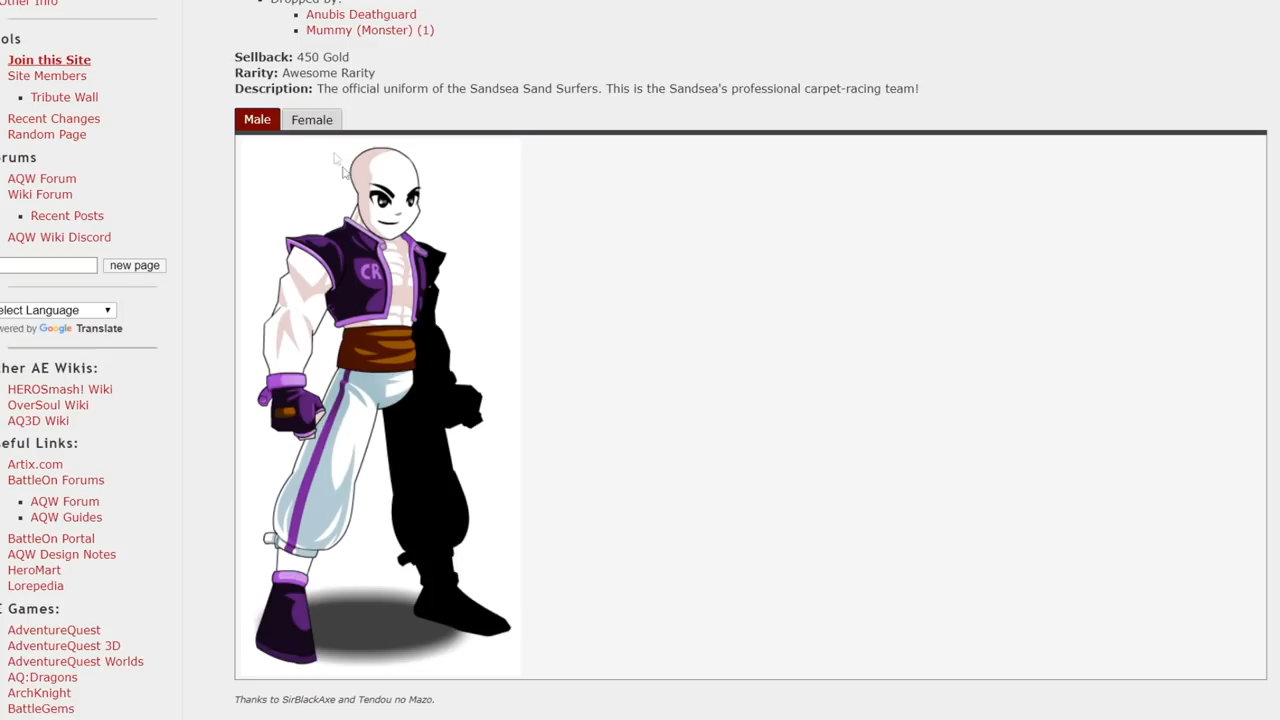 Dropped by:
Anubis Deathguard
Mummy (Monster) (1)
Sellback: 450 Gold
Rarity: Awesome Rarity
Description: The official uniform of the Sandsea Sand Surfers. This is the Sandsea's professional carpet-racing team!
Male Female
CR
Thanks to SirBlackAxe and Tendou no Mazo.
Other Info
ols
Join this Site
Site Members
Tribute Wall
Recent Changes
Random Page
rums
AQW Forum
Wiki Forum
Recent Posts
AQW Wiki Discord
new page
elect Language
wered by Google Translate
her AE Wikis:
HEROSmash! Wiki
OverSoul Wiki
AQ3D Wiki
eful Links:
Artix.com
BattleOn Forums
AQW Forum
AQW Guides
BattleOn Portal
AQW Design Notes
HeroMart
Lorepedia
E Games:
AdventureQuest
AdventureQuest 3D
AdventureQuest Worlds
AQ:Dragons
ArchKnight
BattleGems